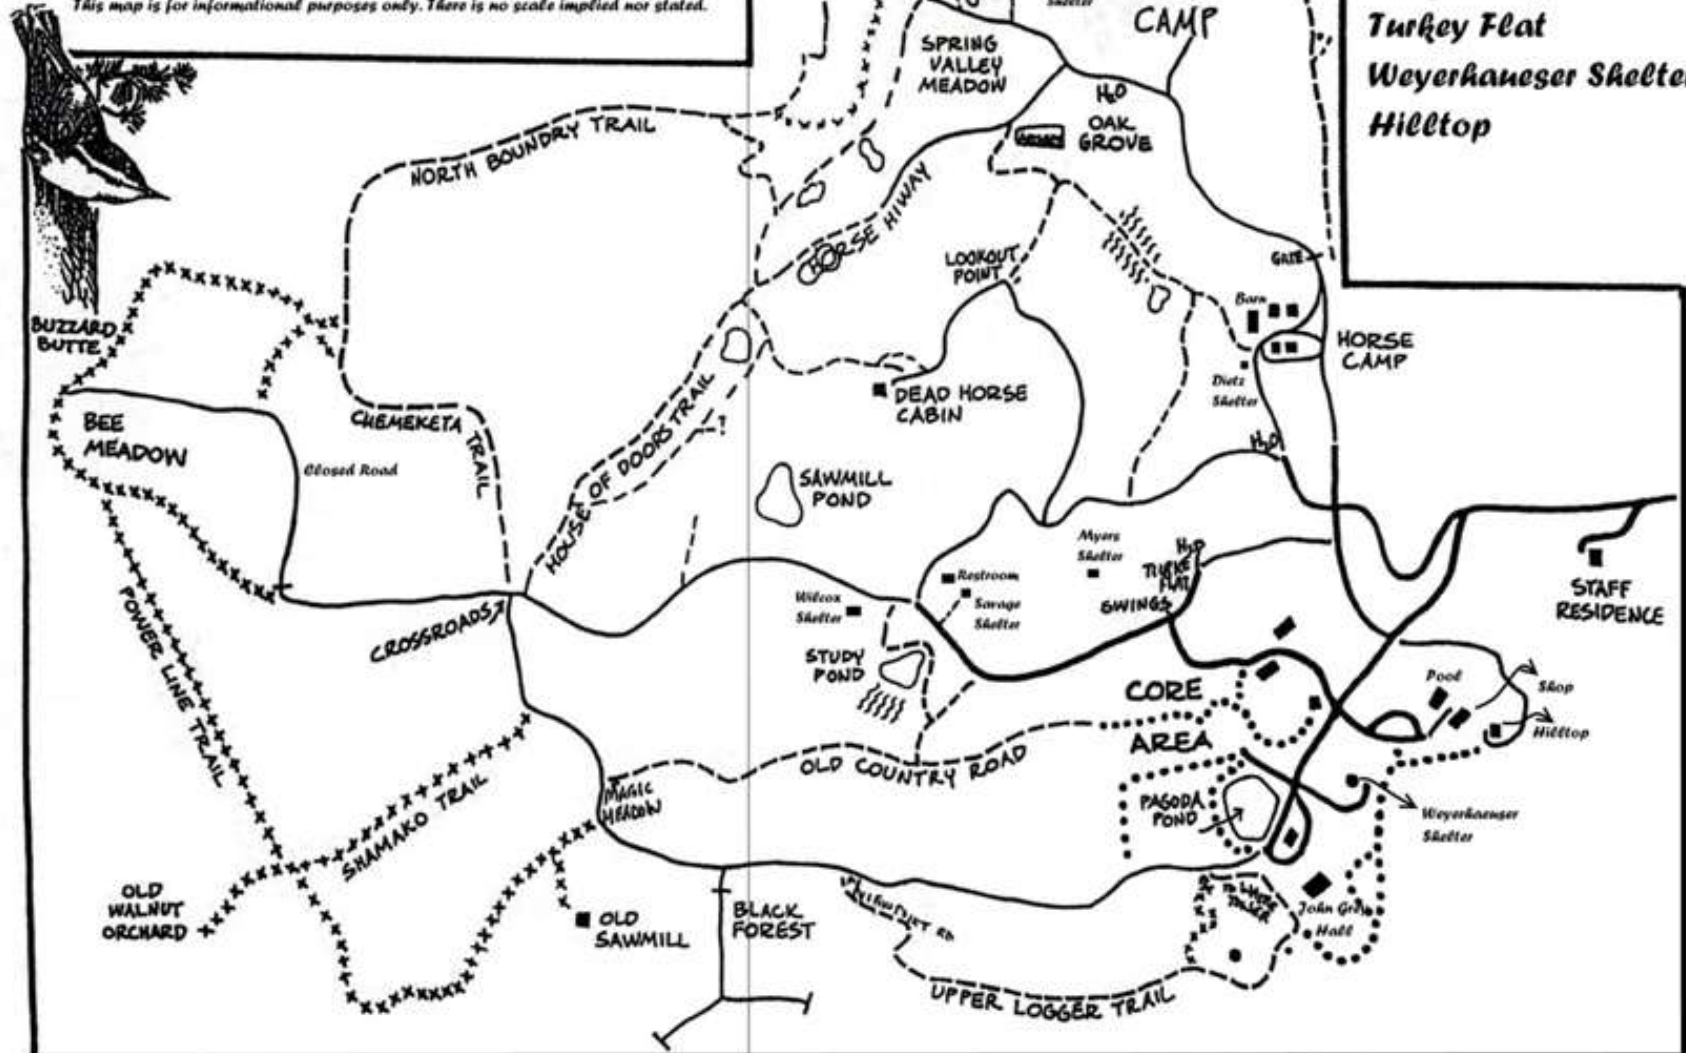 This map is for informational purposes only. There is no scale implied nor stated.
Shelter
CAMP
Turkey Flat
Weyerhaueser Shelte
Hilltop
SPRING
VALLEY
MEADOW
H2O
OAK
GROVE
NORTH BOUNDRY TRAIL
HORSE HIWAY
LOOKOUT
POINT
GATE
Barn
HORSE
CAMP
Dietz
Shelter
BUZZARD
BUTTE
BEE
MEADOW
Closed Road
CHEMEKETA TRAIL
HOUSE OF DOORS TRAIL
?
DEAD HORSE
CABIN
H2O
SAWMILL
POND
Myers
Shelter
H2O
FLAT
SWINGS
Restroom
Savage
Shelter
Wilcox
Shelter
STAFF
RESIDENCE
CROSSROADS
POWER LINE TRAIL
STUDY
POND
CORE
AREA
Pool
Shop
Hilltop
OLD COUNTRY ROAD
MAGIC
MEADOW
SHAMAKO TRAIL
PAGODA
POND
Weyerhaeuser
Shelter
OLD
WALNUT
ORCHARD
OLD
SAWMILL
BLACK
FOREST
VIEWPOINT RD
John Gray
Hall
UPPER LOGGER TRAIL